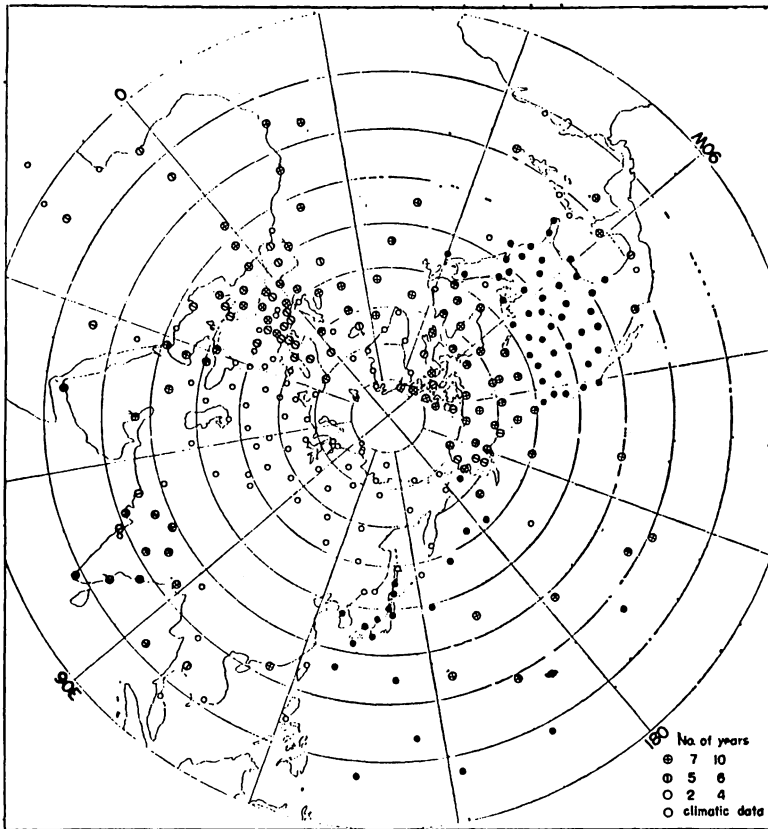 0
90W
90E
180
No. of years
⊕ 7 10
⦶ 5 6
○ 2 4
○ climatic data